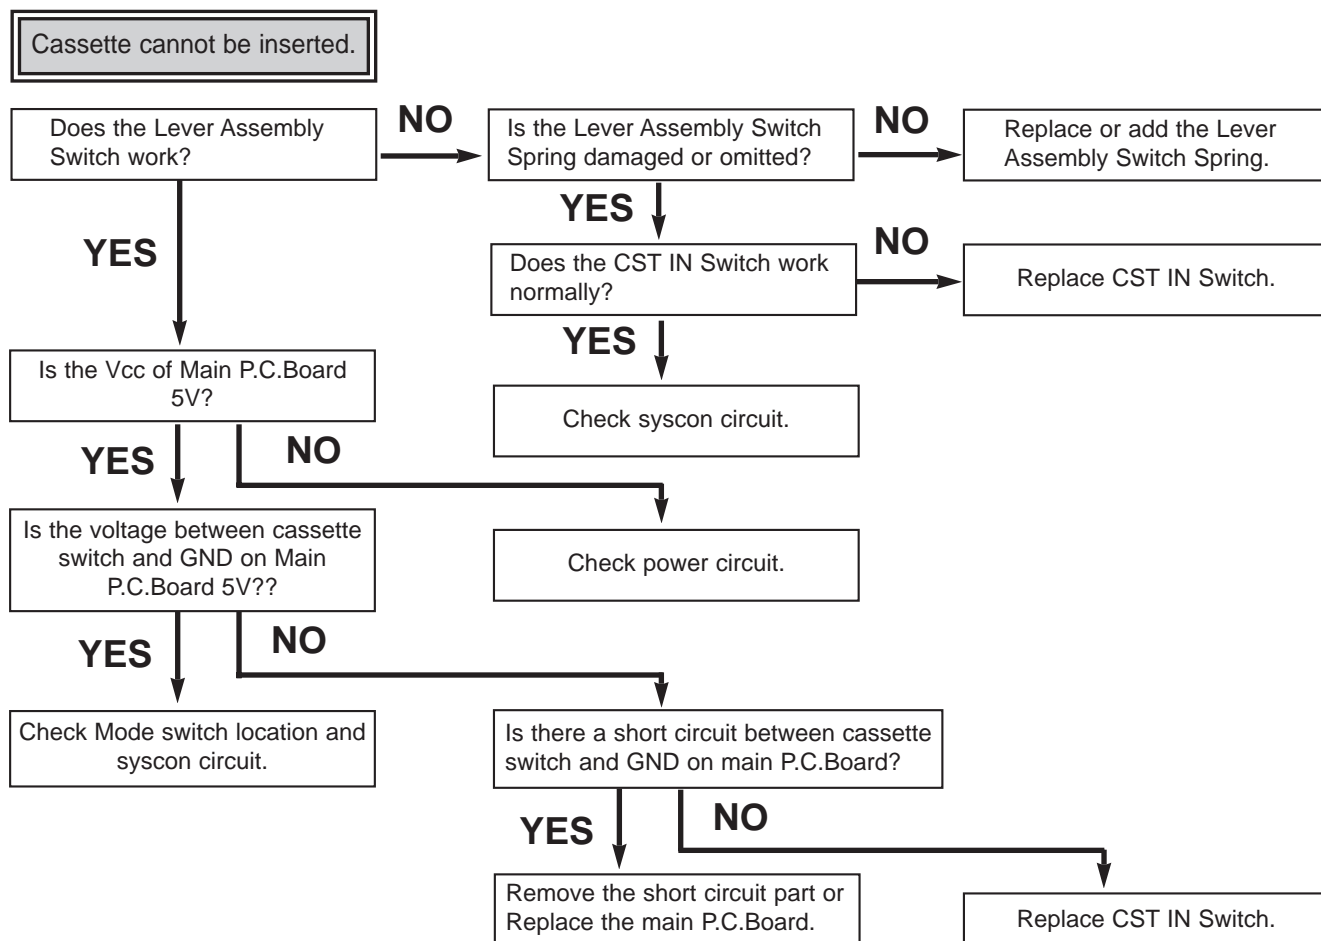 Cassette cannot be inserted.
Does the Lever Assembly
Switch work?
NO
Is the Lever Assembly Switch
Spring damaged or omitted?
NO
Replace or add the Lever
Assembly Switch Spring.
YES
YES
Does the CST IN Switch work
normally?
NO
Replace CST IN Switch.
YES
Is the Vcc of Main P.C.Board
5V?
Check syscon circuit.
YES
NO
Is the voltage between cassette
switch and GND on Main
P.C.Board 5V??
Check power circuit.
YES
NO
Check Mode switch location and
syscon circuit.
Is there a short circuit between cassette
switch and GND on main P.C.Board?
YES
NO
Remove the short circuit part or
Replace the main P.C.Board.
Replace CST IN Switch.